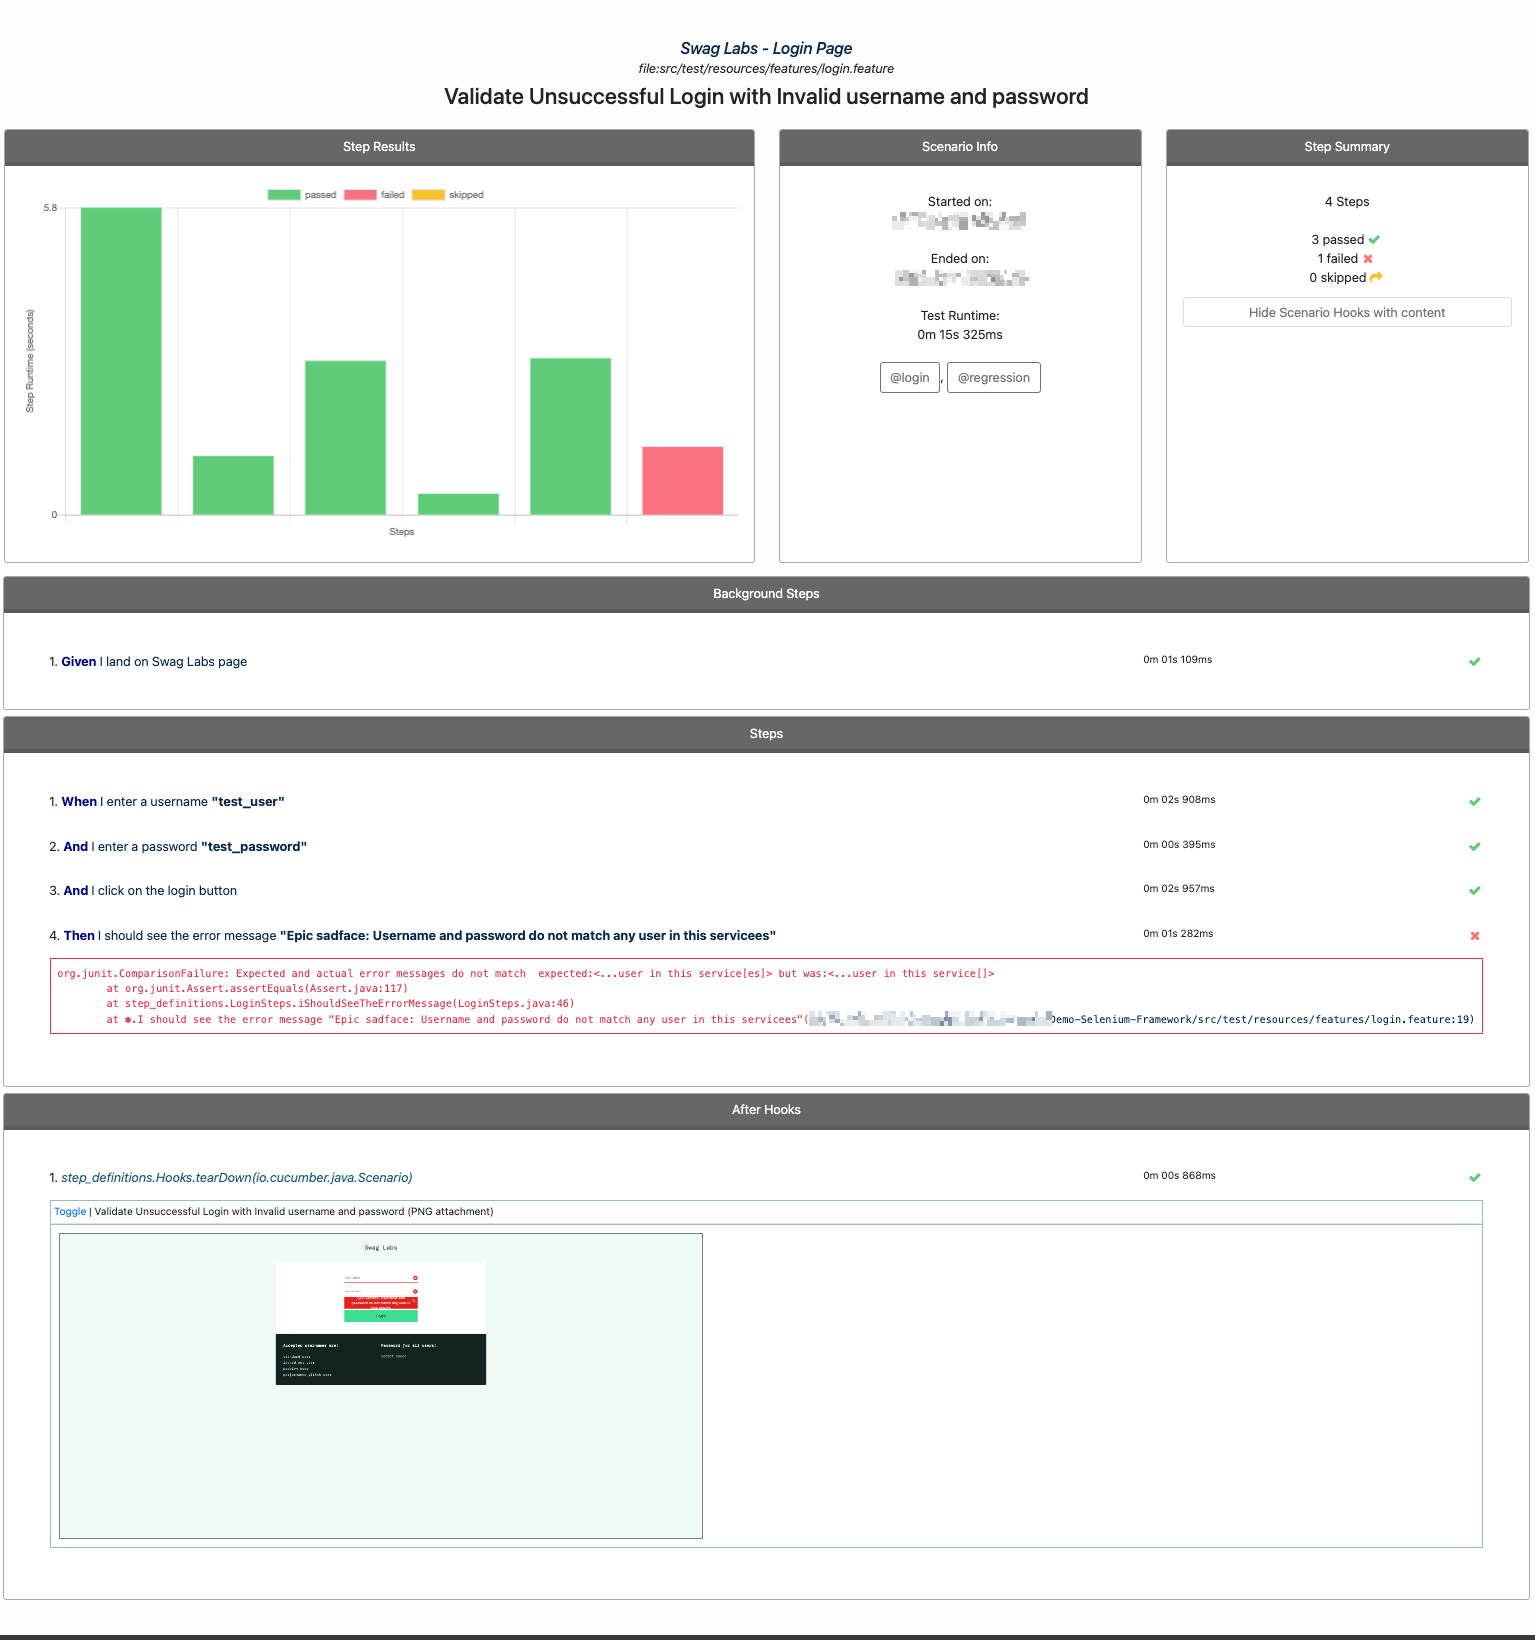 Swag Labs - Login Page
file:src/test/resources/features/login.feature
Validate Unsuccessful Login with Invalid username and password
Step Results
passed failed skipped
5.8
Step Runtime (seconds)
0
Steps
Scenario Info
Started on:
Ended on:
Test Runtime:
0m 15s 325ms
@login, @regression
Step Summary
4 Steps
3 passed
1 failed
0 skipped
Hide Scenario Hooks with content
Background Steps
1. Given I land on Swag Labs page 0m 01s 109ms
Steps
1. When I enter a username "test_user" 0m 02s 908ms
2. And I enter a password "test_password" 0m 00s 395ms
3. And I click on the login button 0m 02s 957ms
4. Then I should see the error message "Epic sadface: Username and password do not match any user in this servicees" 0m 01s 282ms
org.junit.ComparisonFailure: Expected and actual error messages do not match  expected:<...user in this service[es]> but was:<...user in this service[]>
at org.junit.Assert.assertEquals(Assert.java:117)
at step_definitions.LoginSteps.iShouldSeeTheErrorMessage(LoginSteps.java:46)
at ✽.I should see the error message "Epic sadface: Username and password do not match any user in this servicees"( Demo-Selenium-Framework/src/test/resources/features/login.feature:19)
After Hooks
1. step_definitions.Hooks.tearDown(io.cucumber.java.Scenario) 0m 00s 868ms
Toggle | Validate Unsuccessful Login with Invalid username and password (PNG attachment)
Swag Labs
Accepted usernames are:
Password for all users: